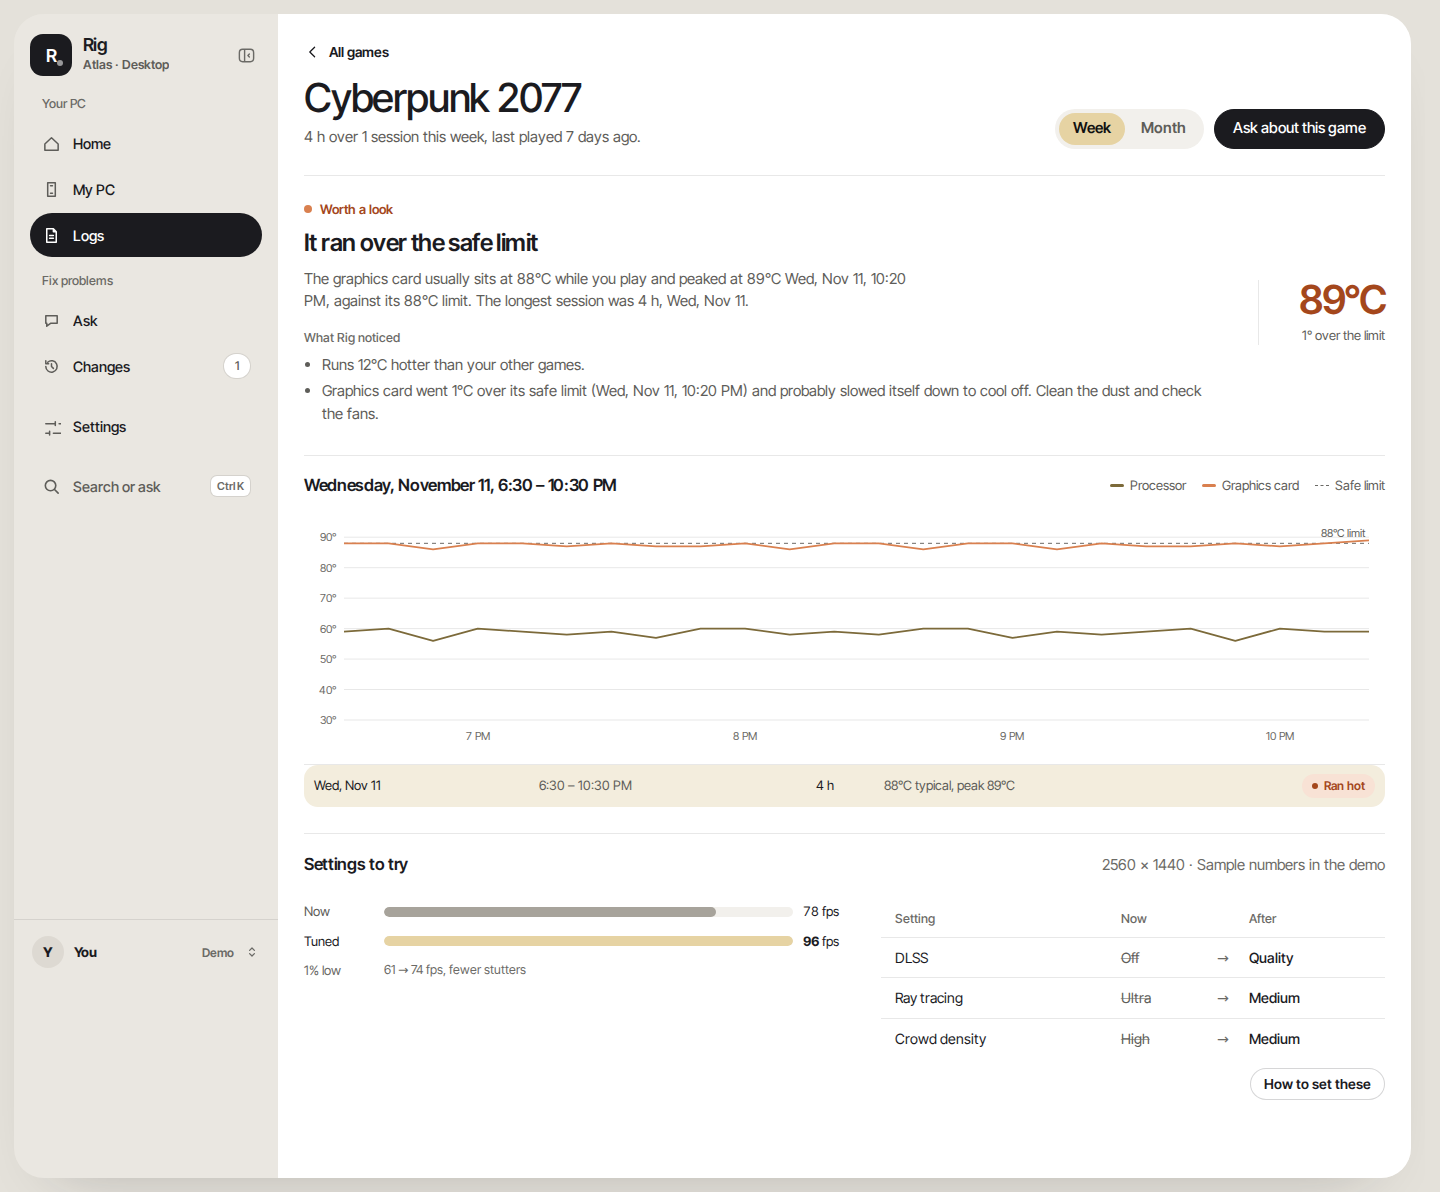 R
Rig
Atlas · Desktop
Your PC
Home
My PC
Logs
Fix problems
Ask
Changes
1
Settings
Search or ask
Ctrl K
Y
You
Demo
All games
Cyberpunk 2077
4 h over 1 session this week, last played 7 days ago.
Week
Month
Ask about this game
Worth a look
It ran over the safe limit
The graphics card usually sits at 88°C while you play and peaked at 89°C Wed, Nov 11, 10:20
PM, against its 88°C limit. The longest session was 4 h, Wed, Nov 11.
89°C
1° over the limit
What Rig noticed
• Runs 12°C hotter than your other games.
• Graphics card went 1°C over its safe limit (Wed, Nov 11, 10:20 PM) and probably slowed itself down to cool off. Clean the dust and check
the fans.
Wednesday, November 11, 6:30 – 10:30 PM
Processor
Graphics card
Safe limit
88°C limit
90°
80°
70°
60°
50°
40°
30°
7 PM
8 PM
9 PM
10 PM
Wed, Nov 11
6:30 – 10:30 PM
4 h
88°C typical, peak 89°C
Ran hot
Settings to try
2560 × 1440 · Sample numbers in the demo
Now
78 fps
Tuned
96 fps
1% low
61 → 74 fps, fewer stutters
Setting
Now
After
DLSS
Off
→
Quality
Ray tracing
Ultra
→
Medium
Crowd density
High
→
Medium
How to set these